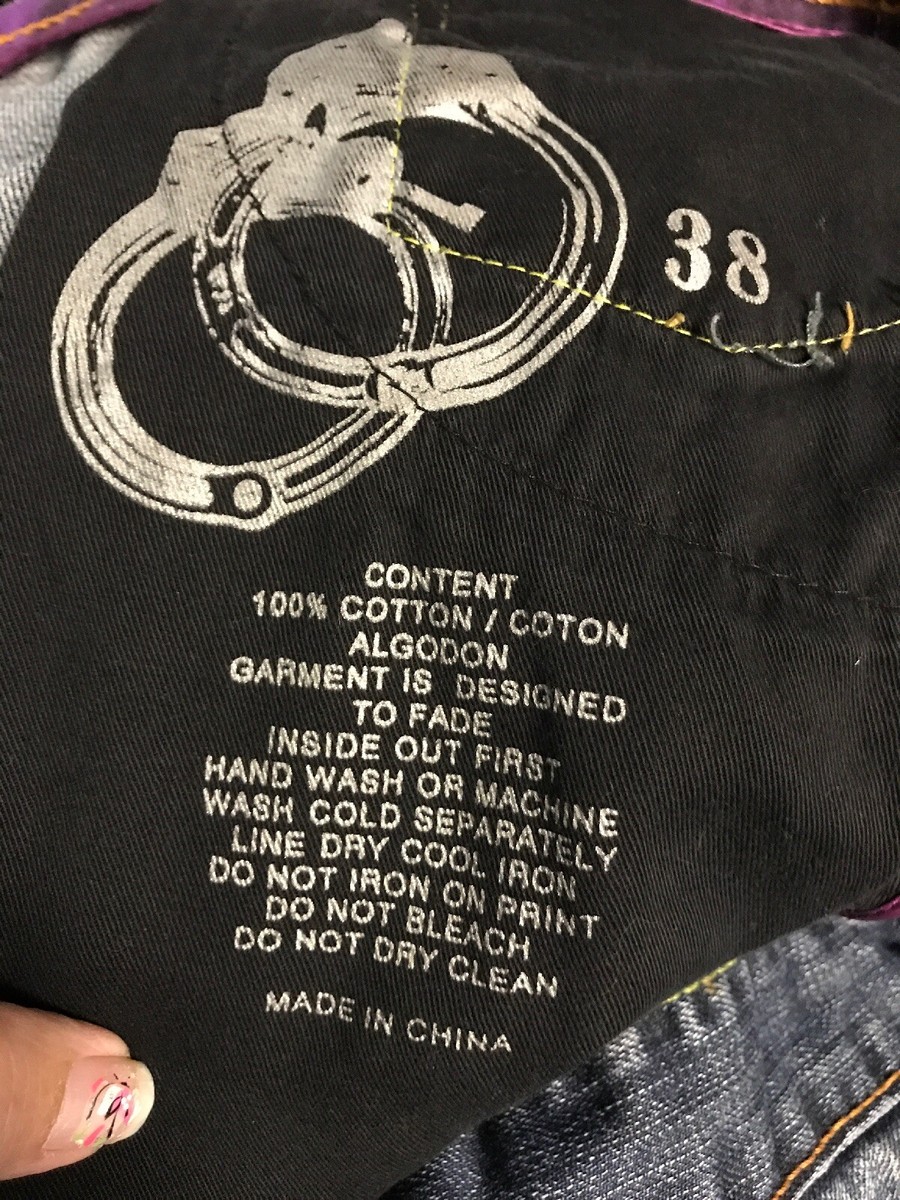 38
CONTENT
100% COTTON / COTON
ALGODON
GARMENT IS DESIGNED
TO FADE
INSIDE OUT FIRST
HAND WASH OR MACHINE
WASH COLD SEPARATELY
LINE DRY COOL IRON
DO NOT IRON ON PRINT
DO NOT BLEACH
DO NOT DRY CLEAN
MADE IN CHINA